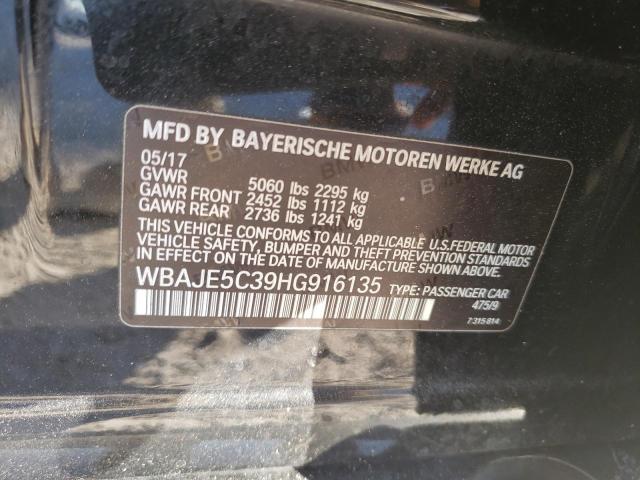 MFD BY BAYERISCHE MOTOREN WERKE AG
05/17
GVWR 5060 lbs 2295 kg
GAWR FRONT 2452 lbs 1112 kg
GAWR REAR 2736 lbs 1241 kg
THIS VEHICLE CONFORMS TO ALL APPLICABLE U.S.FEDERAL MOTOR
VEHICLE SAFETY, BUMPER AND THEFT PREVENTION STANDARDS
IN EFFECT ON THE DATE OF MANUFACTURE SHOWN ABOVE.
WBAJE5C39HG916135 TYPE: PASSENGER CAR
475/9
7 315 814